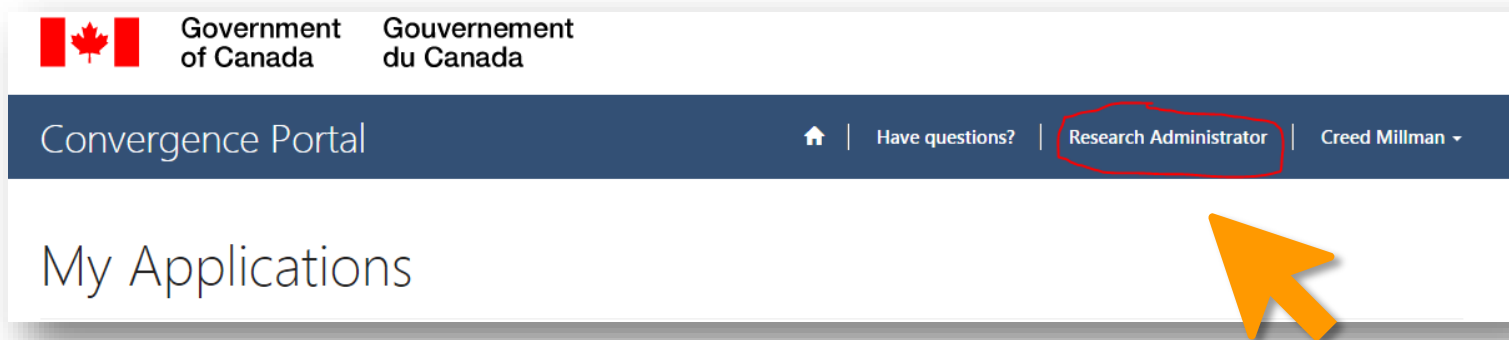 Government Gouvernement
of Canada du Canada
Convergence Portal Have questions? Research Administrator Creed Millman
My Applications